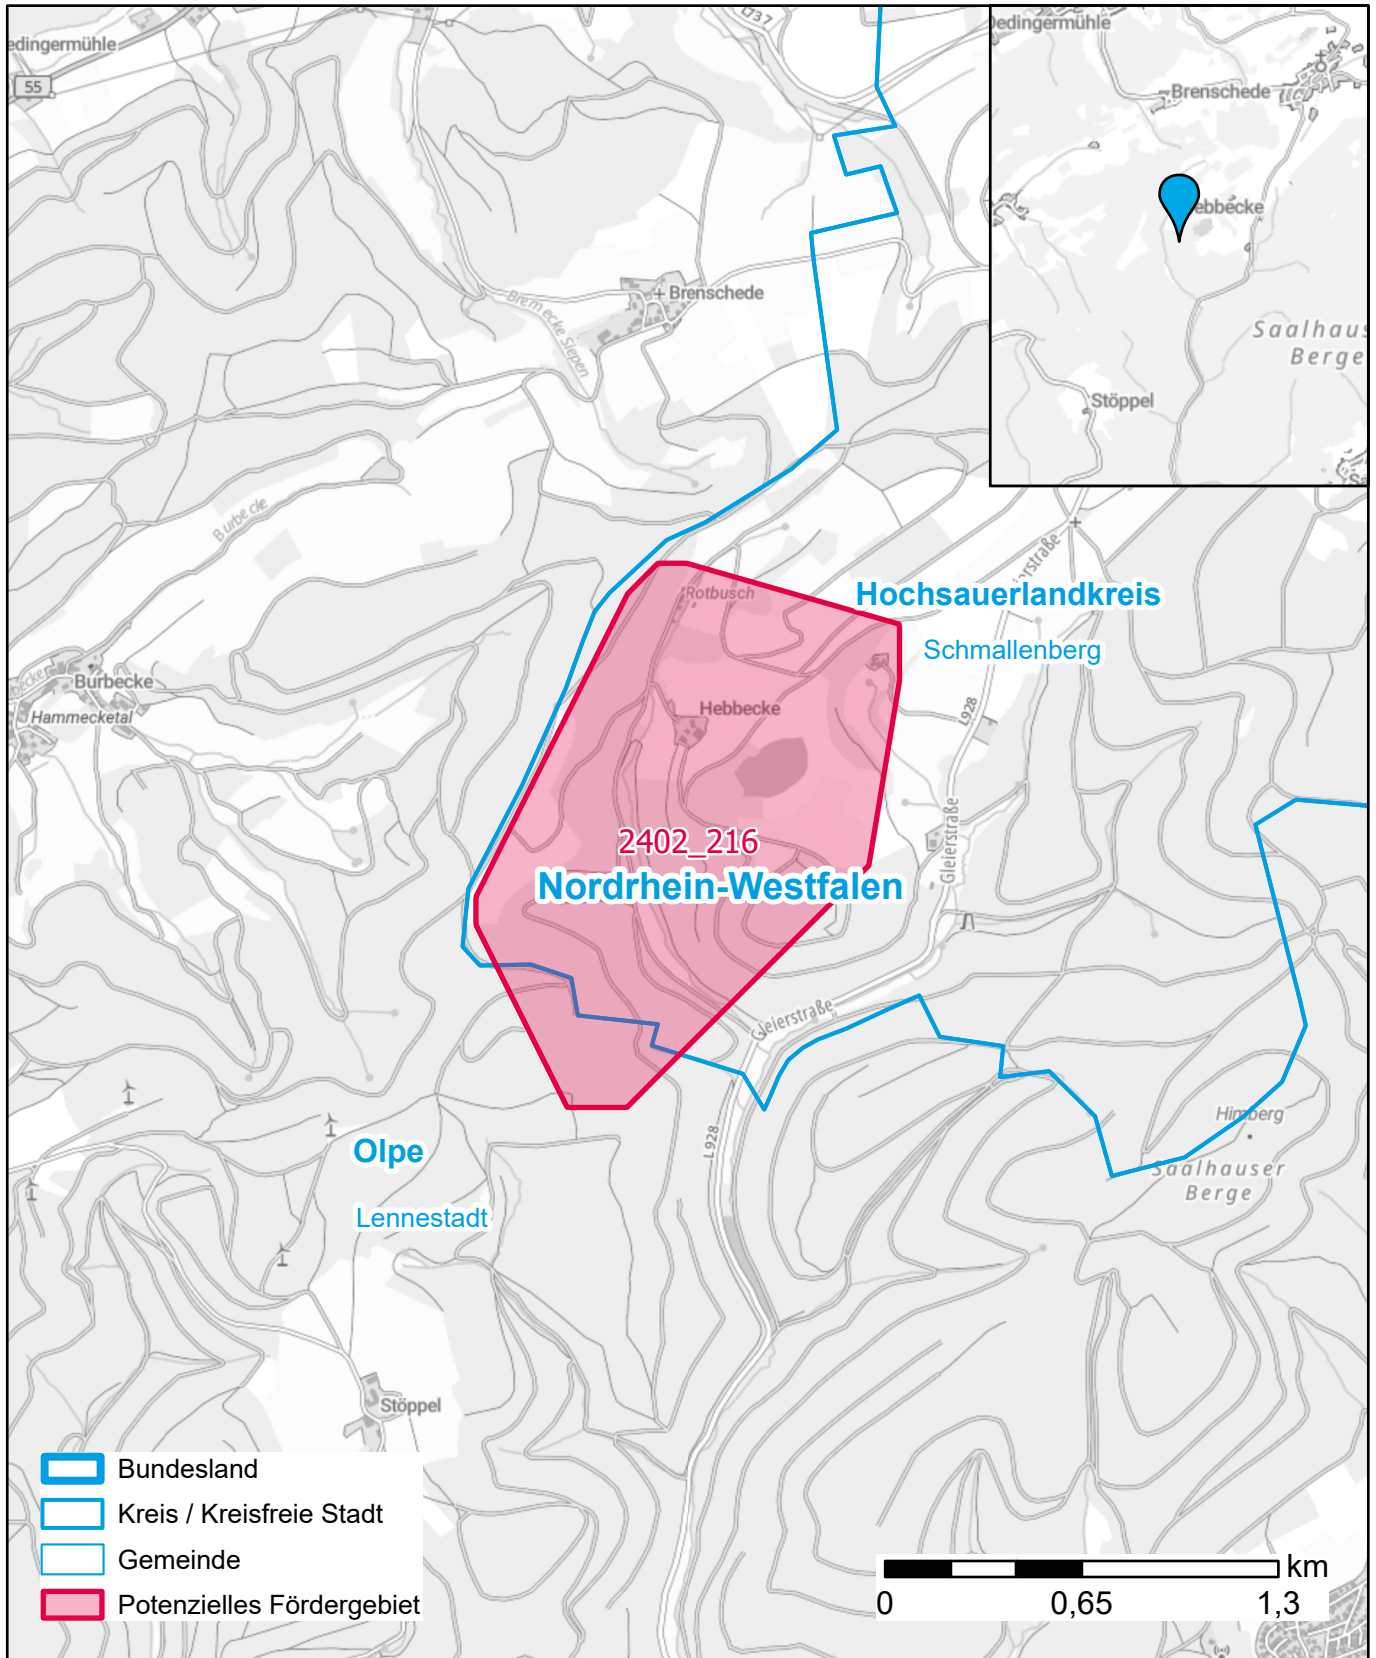 edingermühle
55
L737
Brenschede
Bremecke Siepen
Burbecke
Hammecketal
Rotbusch
Hebbecke
2402_216
Nordrhein-Westfalen
Hochsauerlandkreis
Schmallenberg
L928
Gleierstraße
Gleierstraße
L928
Himberg
Saalhauser
Berge
Olpe
Lennestadt
Stöppel
Oedingermühle
Brenschede
ebbecke
Saalhaus
Berge
Stöppel
Bundesland
Kreis / Kreisfreie Stadt
Gemeinde
Potenzielles Fördergebiet
km
0 0,65 1,3